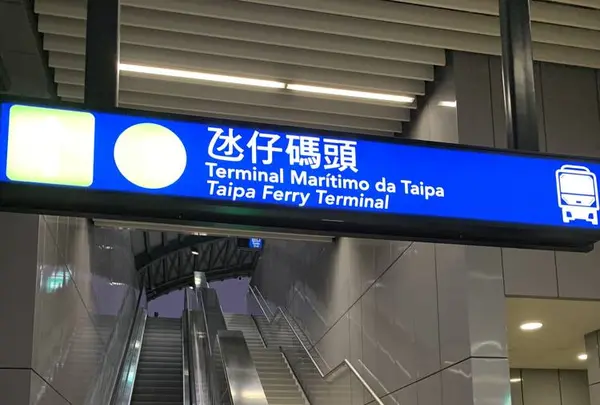 氹仔碼頭
Terminal Marítimo da Taipa
Taipa Ferry Terminal